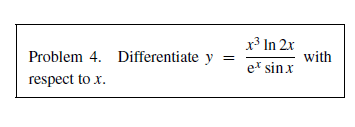 Problem 4. Differentiate y = x³ ln 2x / eˣ sin x with
respect to x.